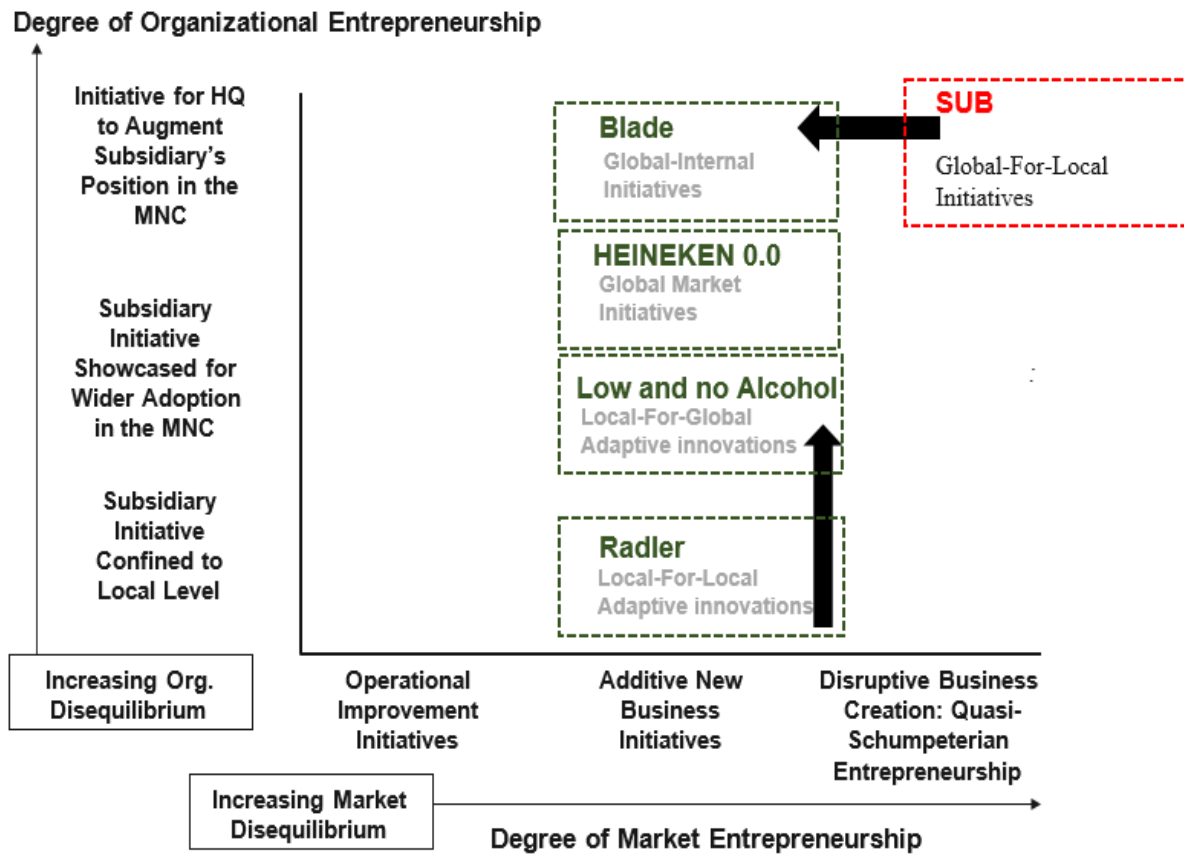 Degree of Organizational Entrepreneurship
Initiative for HQ
to Augment
Subsidiary's
Position in the
MNC
Blade
Global-Internal
Initiatives
SUB
Global-For-Local
Initiatives
HEINEKEN 0.0
Global Market
Initiatives
Subsidiary
Initiative
Showcased for
Wider Adoption
in the MNC
Low and no Alcohol
Local-For-Global
Adaptive innovations
:
Subsidiary
Initiative
Confined to
Local Level
Radler
Local-For-Local
Adaptive innovations
Increasing Org.
Disequilibrium
Operational
Improvement
Initiatives
Additive New
Business
Initiatives
Disruptive Business
Creation: Quasi-
Schumpeterian
Entrepreneurship
Increasing Market
Disequilibrium
Degree of Market Entrepreneurship